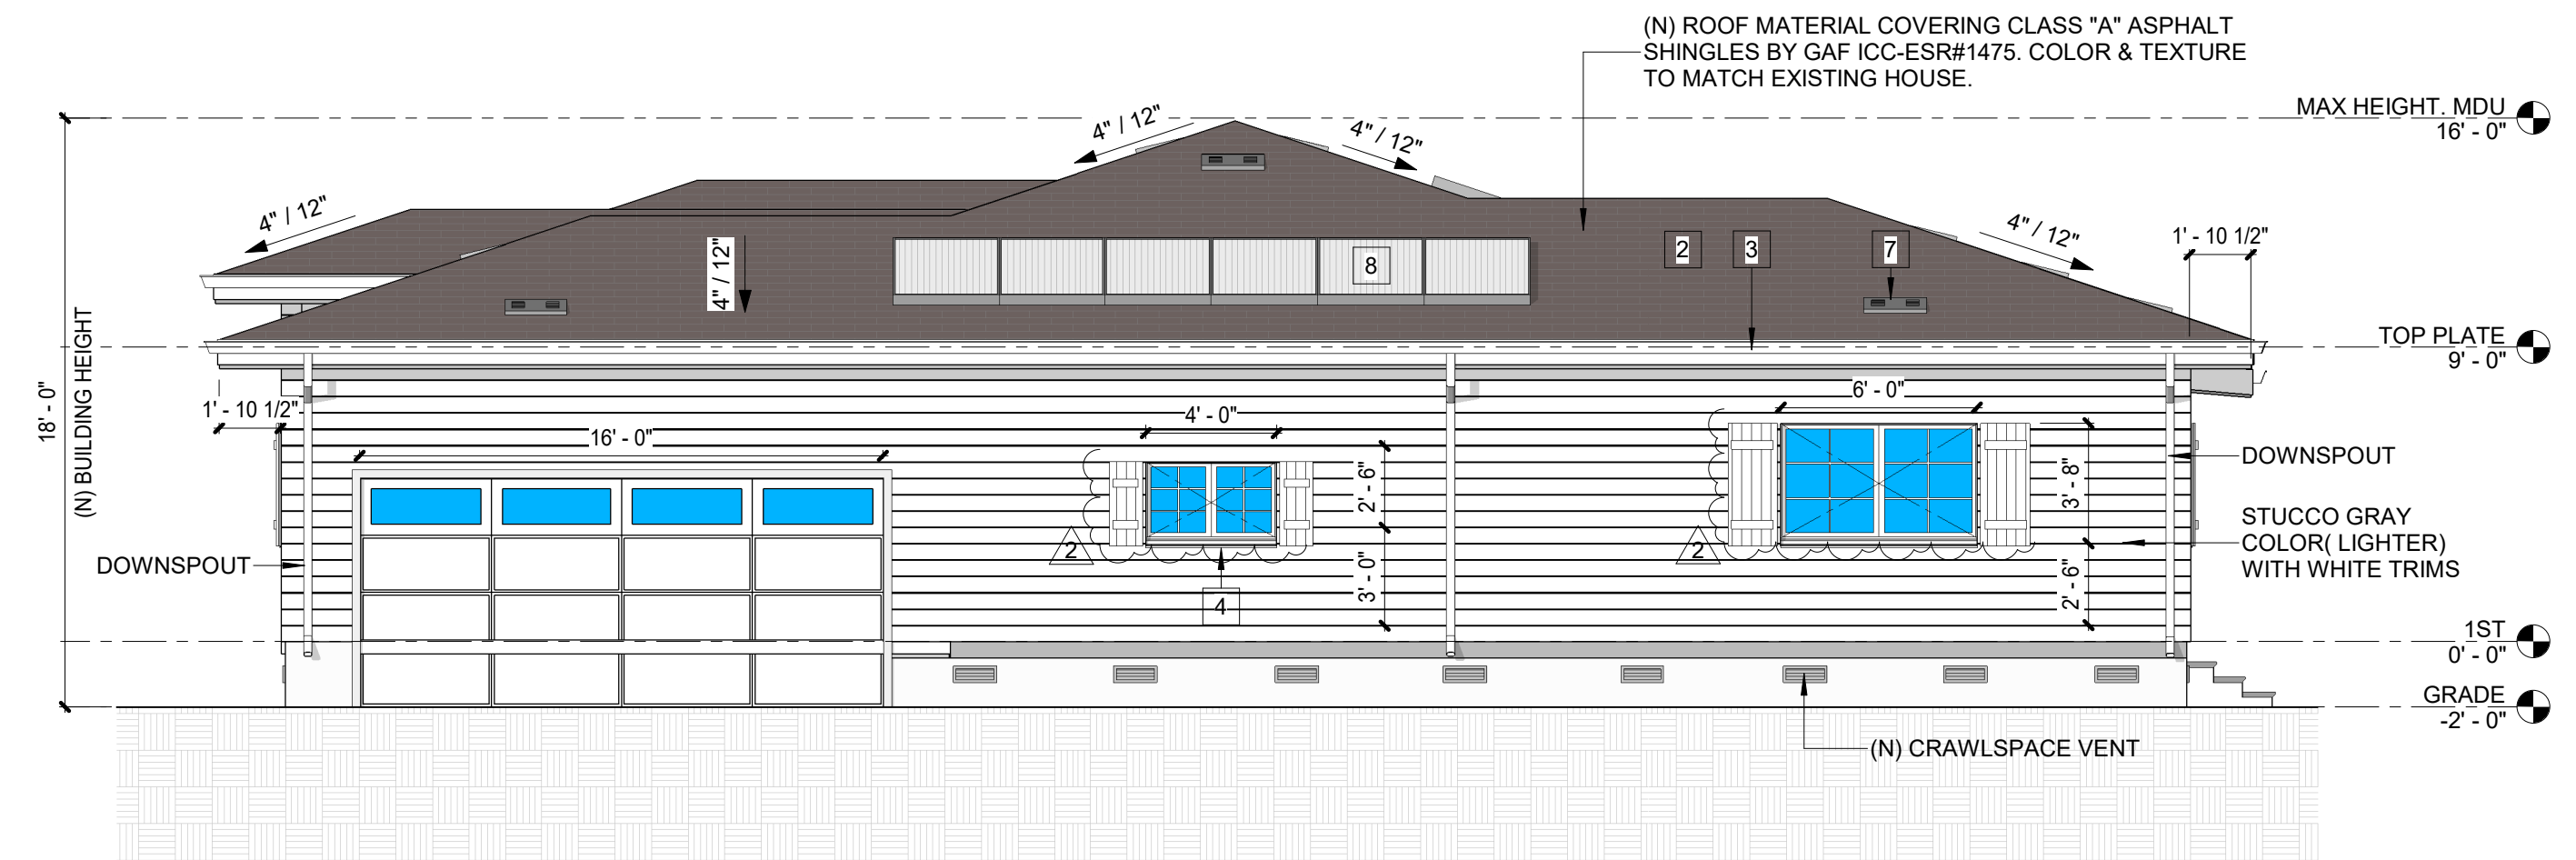 (N) ROOF MATERIAL COVERING CLASS "A" ASPHALT
SHINGLES BY GAF ICC-ESR#1475. COLOR & TEXTURE
TO MATCH EXISTING HOUSE.
MAX HEIGHT. MDU
16' - 0"
4" / 12"
4" / 12"
4" / 12"
4" / 12"
1' - 10 1/2"
4" / 12"
8
2
3
7
TOP PLATE
9' - 0"
18' - 0"
(N) BUILDING HEIGHT
1' - 10 1/2"
16' - 0"
4' - 0"
6' - 0"
2' - 6"
3' - 8"
DOWNSPOUT
STUCCO GRAY
COLOR( LIGHTER)
WITH WHITE TRIMS
DOWNSPOUT
2
2
4
3' - 0"
2' - 6"
1ST
0' - 0"
GRADE
-2' - 0"
(N) CRAWLSPACE VENT